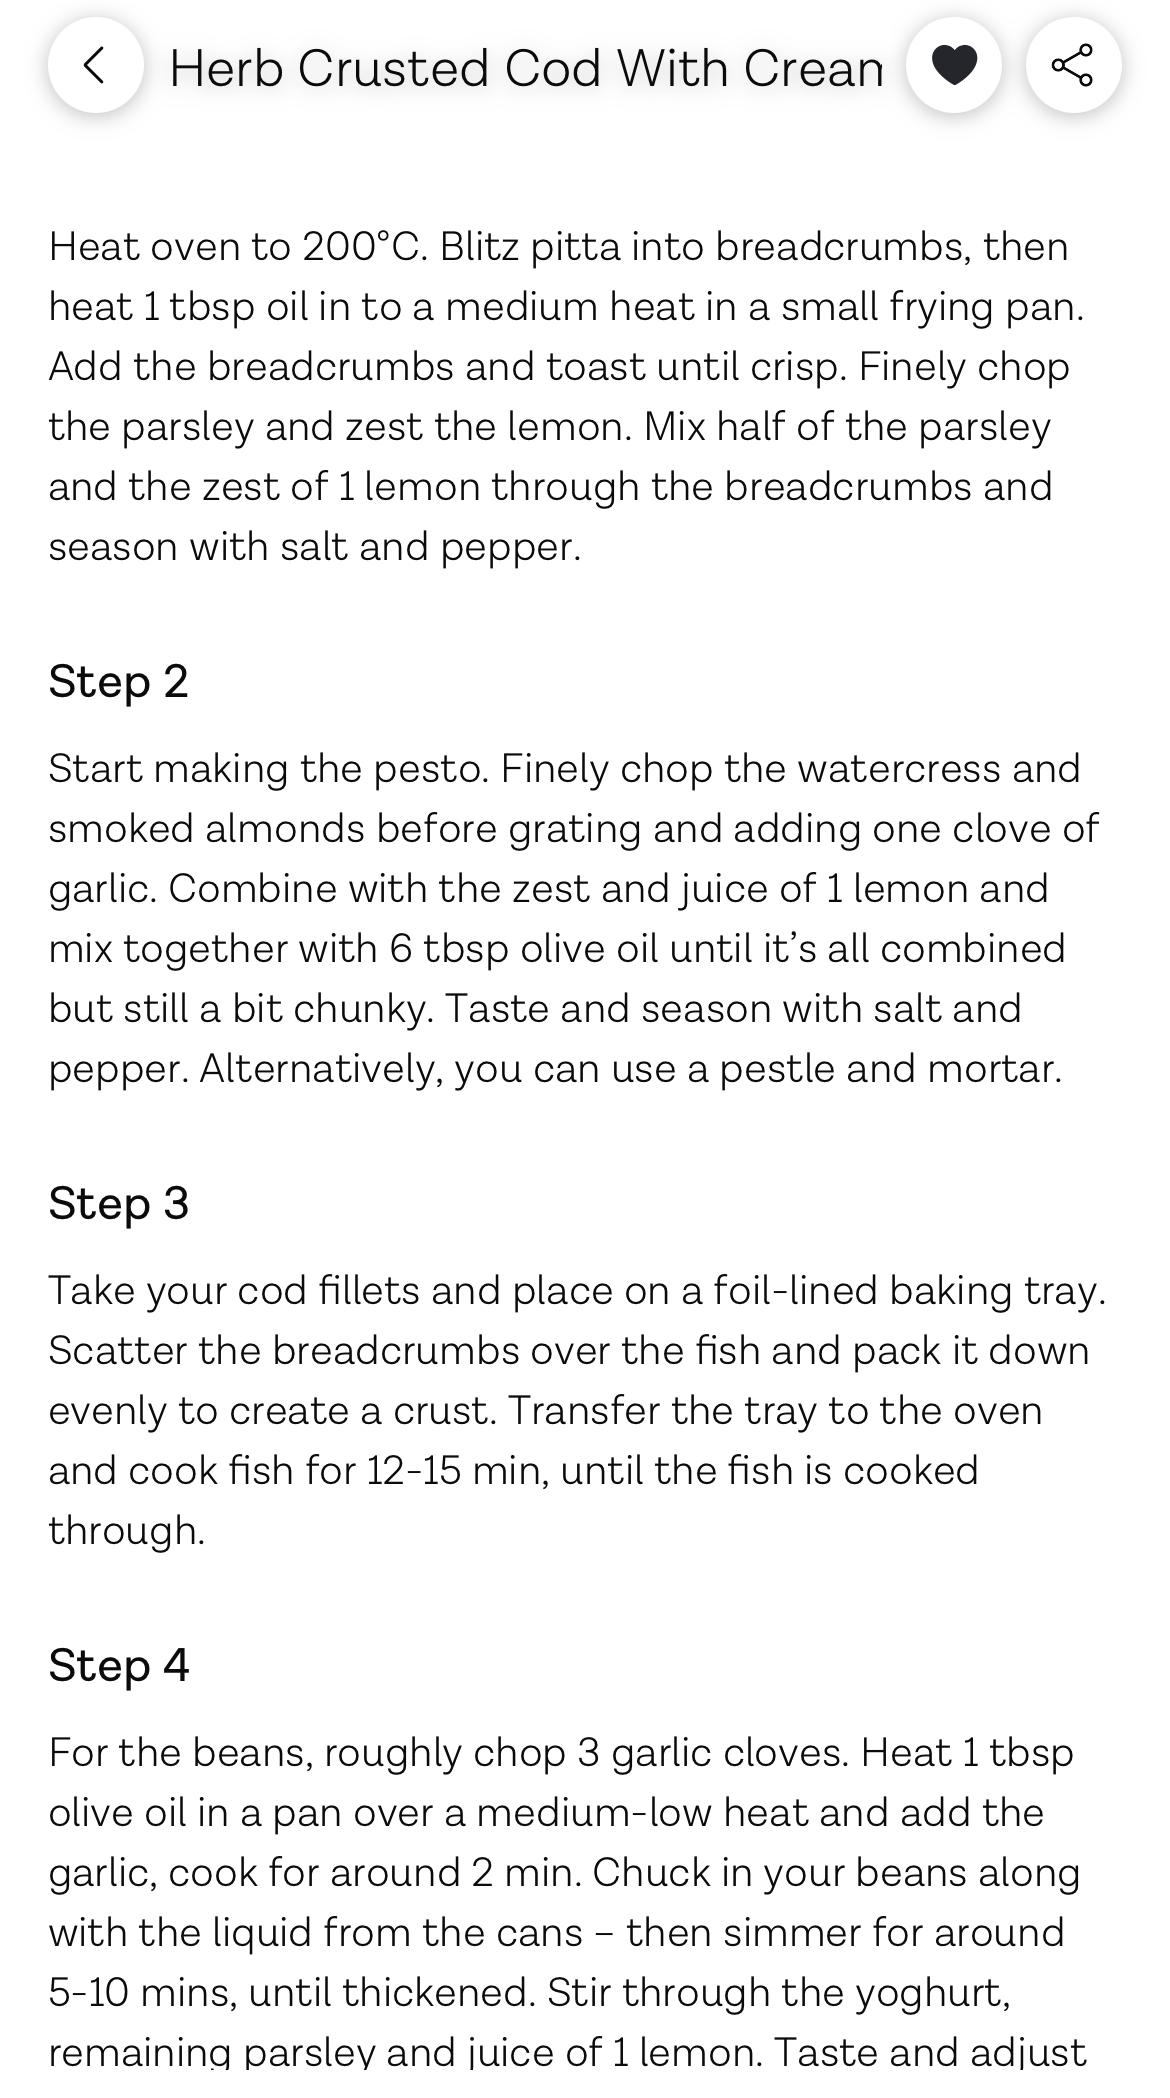 Herb Crusted Cod With Cream
Heat oven to 200°C. Blitz pitta into breadcrumbs, then
heat 1 tbsp oil in to a medium heat in a small frying pan.
Add the breadcrumbs and toast until crisp. Finely chop
the parsley and zest the lemon. Mix half of the parsley
and the zest of 1 lemon through the breadcrumbs and
season with salt and pepper.
Step 2
Start making the pesto. Finely chop the watercress and
smoked almonds before grating and adding one clove of
garlic. Combine with the zest and juice of 1 lemon and
mix together with 6 tbsp olive oil until it’s all combined
but still a bit chunky. Taste and season with salt and
pepper. Alternatively, you can use a pestle and mortar.
Step 3
Take your cod fillets and place on a foil-lined baking tray.
Scatter the breadcrumbs over the fish and pack it down
evenly to create a crust. Transfer the tray to the oven
and cook fish for 12-15 min, until the fish is cooked
through.
Step 4
For the beans, roughly chop 3 garlic cloves. Heat 1 tbsp
olive oil in a pan over a medium-low heat and add the
garlic, cook for around 2 min. Chuck in your beans along
with the liquid from the cans – then simmer for around
5-10 mins, until thickened. Stir through the yoghurt,
remaining parsley and juice of 1 lemon. Taste and adjust